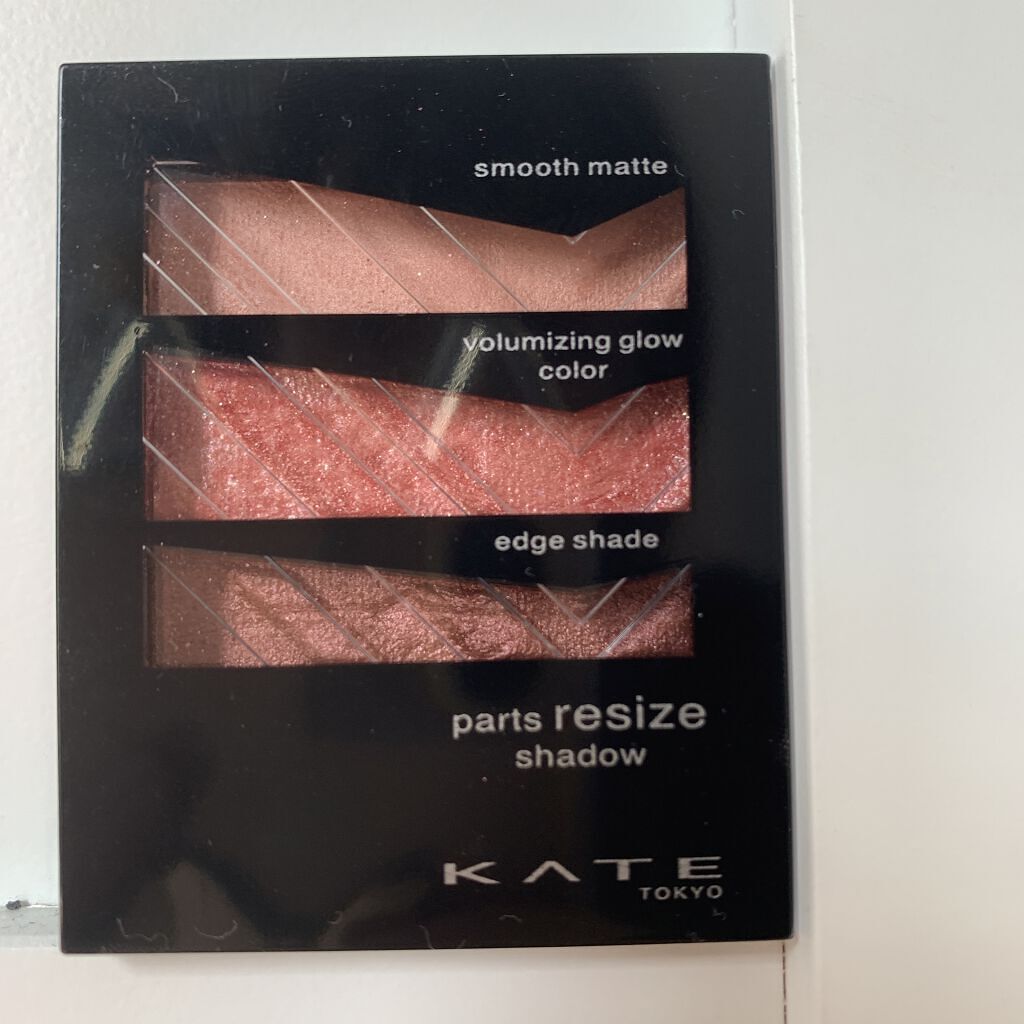 smooth matte
volumizing glow
color
edge shade
parts resize
shadow
KATE
TOKYO